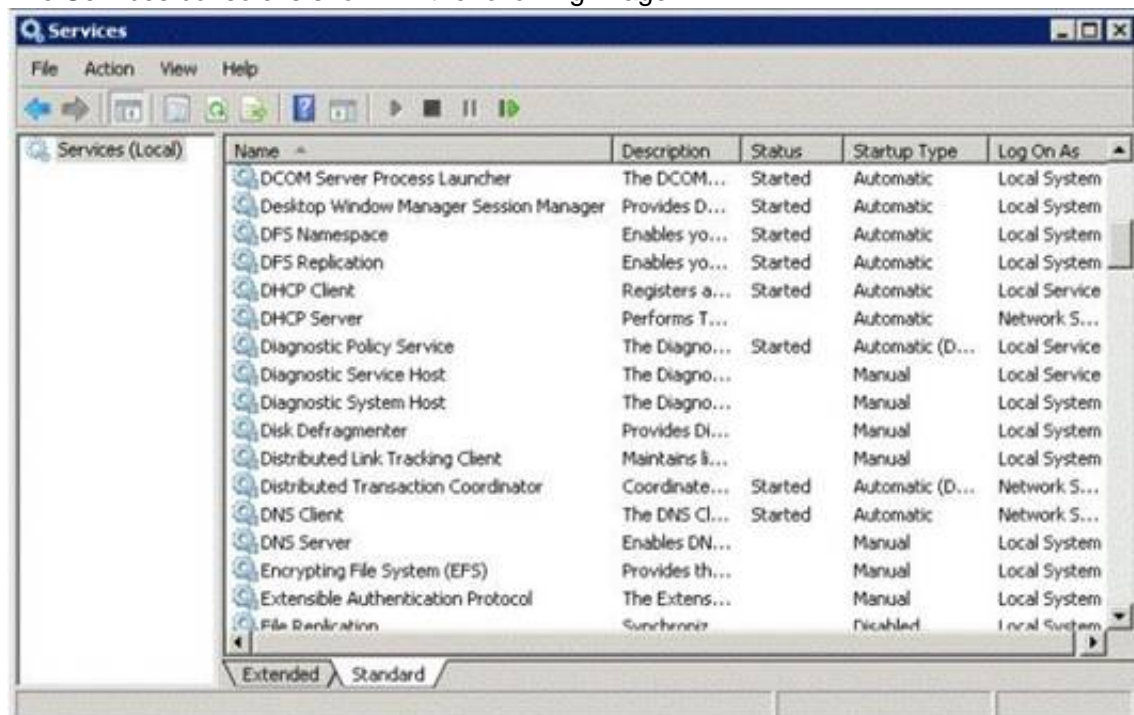 Services
File Action View Help
Services (Local)
Name Description Status Startup Type Log On As
DCOM Server Process Launcher The DCOM... Started Automatic Local System
Desktop Window Manager Session Manager Provides D... Started Automatic Local System
DFS Namespace Enables yo... Started Automatic Local System
DFS Replication Enables yo... Started Automatic Local System
DHCP Client Registers a... Started Automatic Local Service
DHCP Server Performs T... Automatic Network S...
Diagnostic Policy Service The Diagno... Started Automatic (D... Local Service
Diagnostic Service Host The Diagno... Manual Local Service
Diagnostic System Host The Diagno... Manual Local System
Disk Defragmenter Provides Di... Manual Local System
Distributed Link Tracking Client Maintains li... Manual Local System
Distributed Transaction Coordinator Coordinate... Started Automatic (D... Network S...
DNS Client The DNS Cl... Started Automatic Network S...
DNS Server Enables DN... Manual Local System
Encrypting File System (EFS) Provides th... Manual Local System
Extensible Authentication Protocol The Extens... Manual Local System
File Replication Synchroniz Disabled Local System
Extended Standard